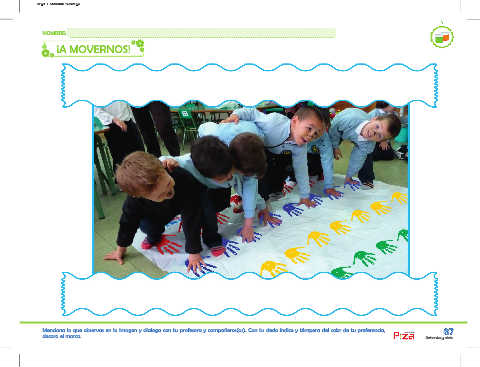 NOMBRE:
¡A MOVERNOS!
Menciona lo que observas en la imagen y dialoga con tu profesora y compañeros(as). Con tu dedo índice y témpera del color de tu preferencia,
decora el marco.
Pizá
87